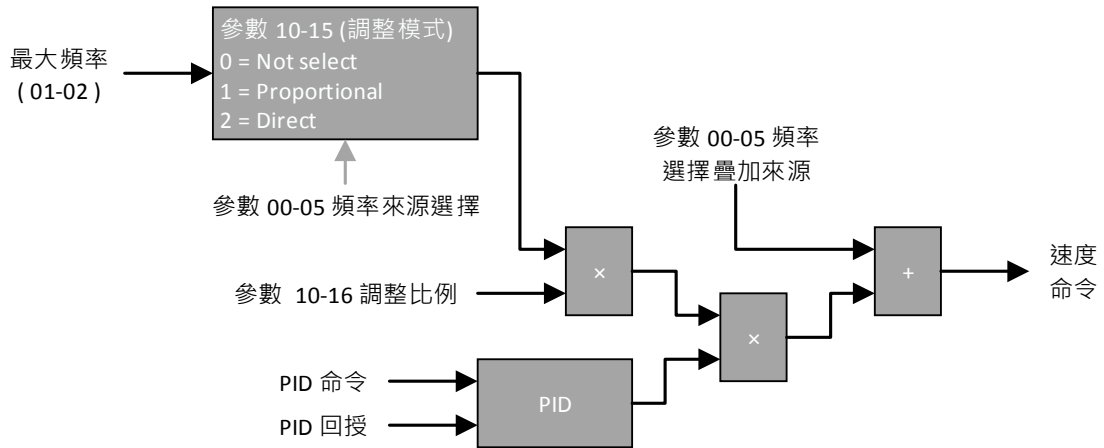 參數 10-15 (調整模式)
0 = Not select
1 = Proportional
2 = Direct
最大頻率
( 01-02 )
參數 00-05 頻率
選擇疊加來源
參數 00-05 頻率來源選擇
×
+
速度
命令
參數 10-16 調整比例
×
PID 命令
PID
PID 回授